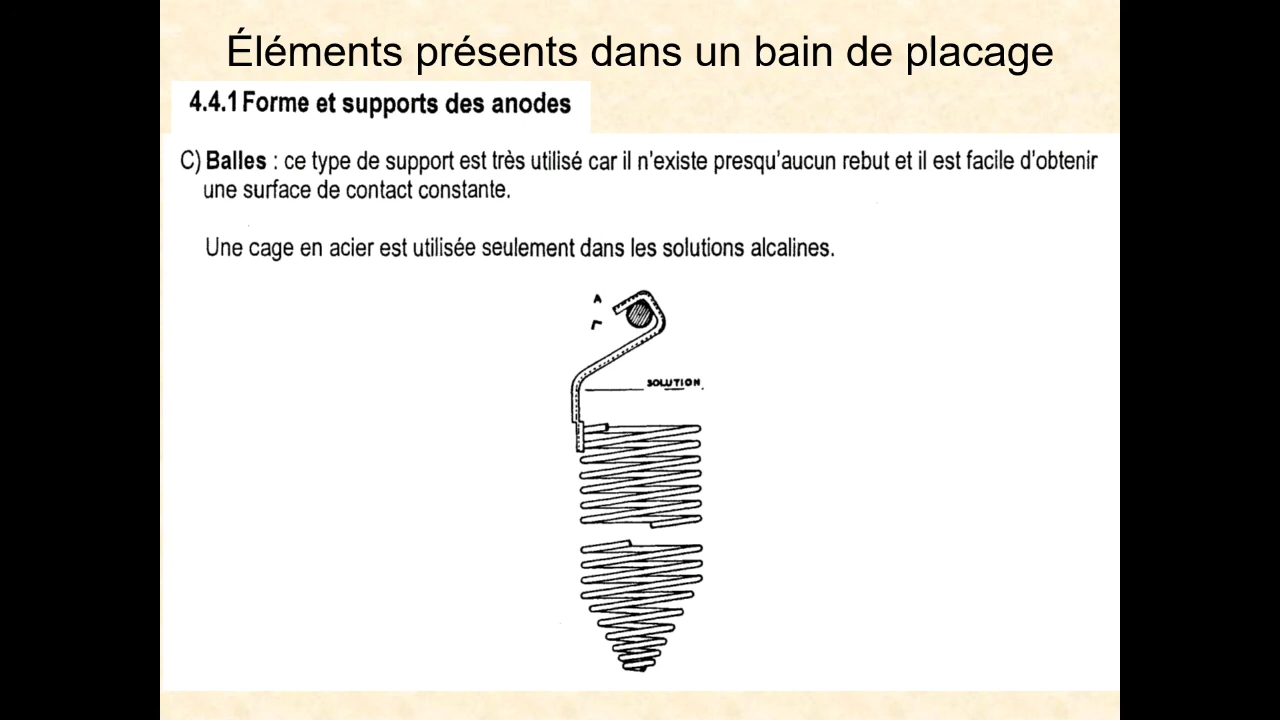 Éléments présents dans un bain de placage
4.4.1 Forme et supports des anodes
C) Balles : ce type de support est très utilisé car il n'existe presqu'aucun rebut et il est facile d'obtenir
une surface de contact constante.
Une cage en acier est utilisée seulement dans les solutions alcalines.
SOLUTION